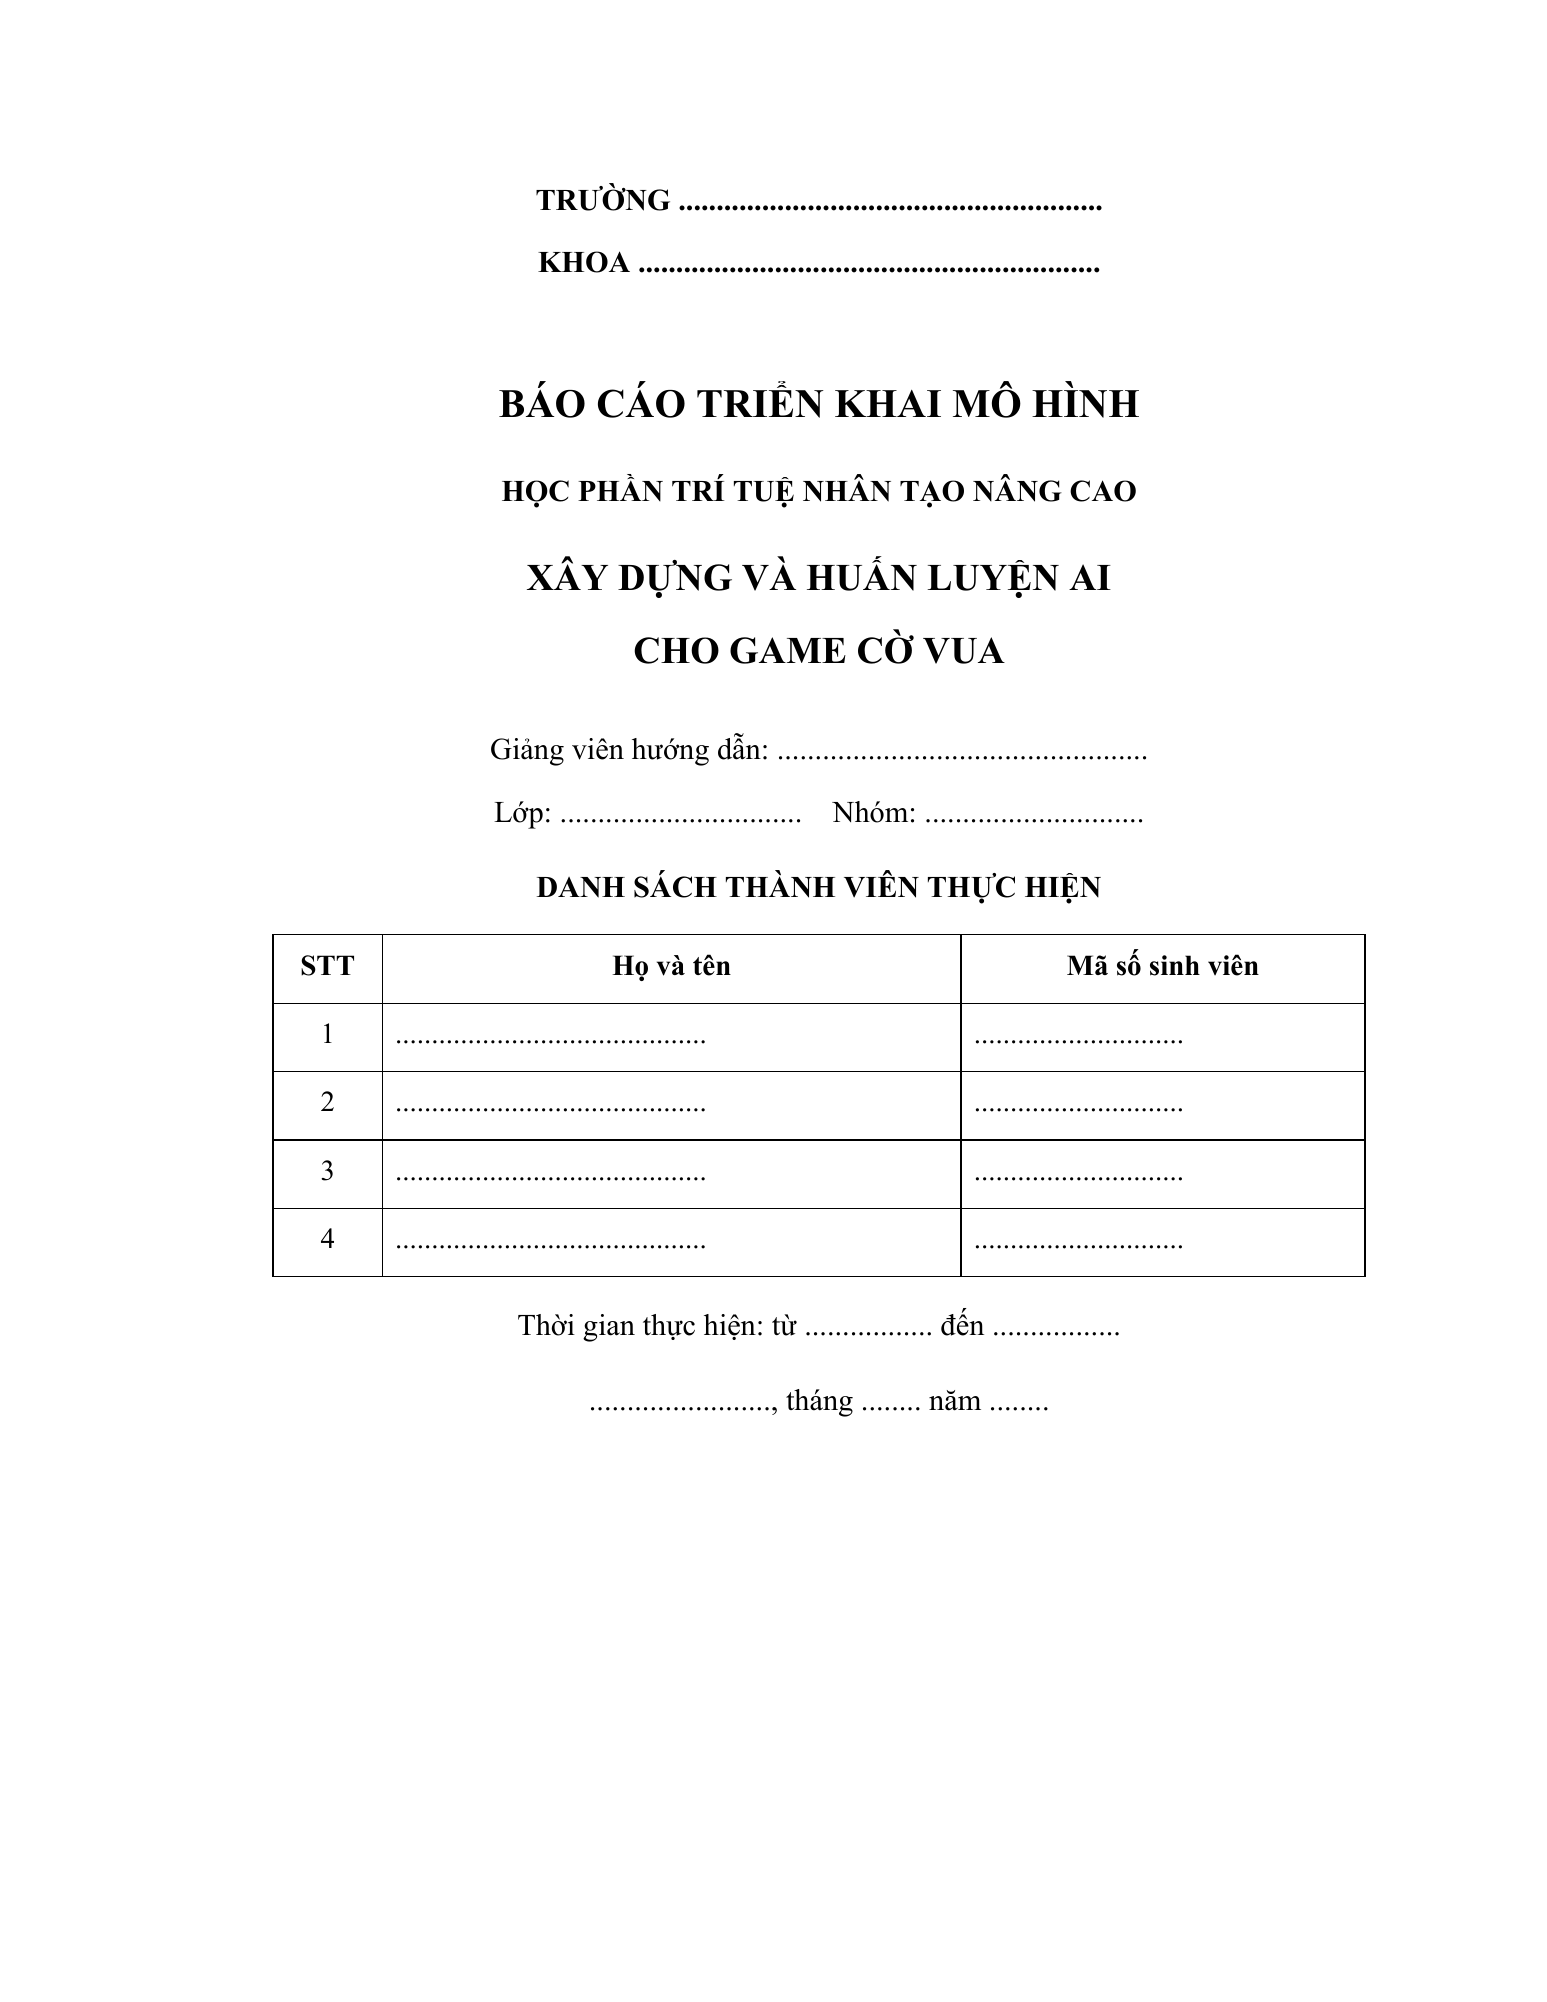 TRƯỜNG ........................................................
KHOA .............................................................
BÁO CÁO TRIỂN KHAI MÔ HÌNH
HỌC PHẦN TRÍ TUỆ NHÂN TẠO NÂNG CAO
XÂY DỰNG VÀ HUẤN LUYỆN AI
CHO GAME CỜ VUA
Giảng viên hướng dẫn: .................................................
Lớp: ................................ Nhóm: .............................
DANH SÁCH THÀNH VIÊN THỰC HIỆN
STT Họ và tên Mã số sinh viên
1 ........................................... .............................
2 ........................................... .............................
3 ........................................... .............................
4 ........................................... .............................
Thời gian thực hiện: từ ................. đến .................
........................, tháng ........ năm ........